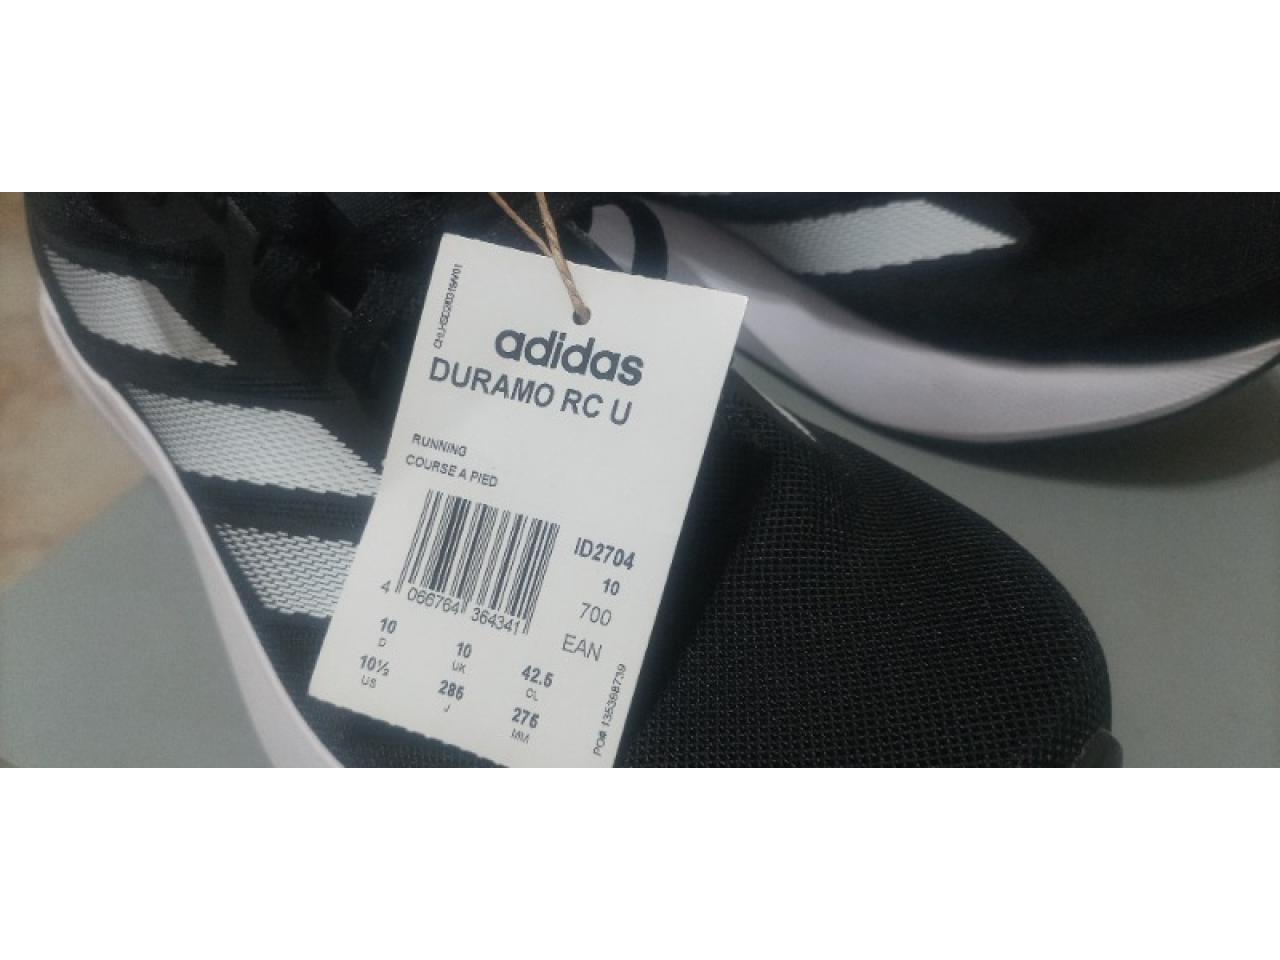 adidas
DURAMO RC U
RUNNING
COURSE A PIED
ID2704
10
700
EAN
4 066764 364341
10
D
10
UK
42.5
CL
10½
US
285
J
275
MM
PO# 135398739